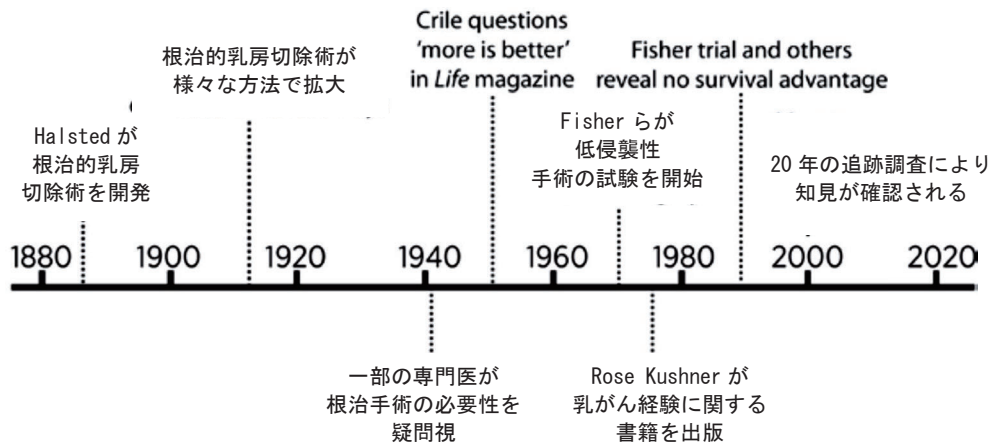 Crile questions
'more is better'
in Life magazine
根治的乳房切除術が
様々な方法で拡大
Fisher trial and others
reveal no survival advantage
Halsted が
根治的乳房
切除術を開発
Fisher らが
低侵襲性
手術の試験を開始
20 年の追跡調査により
知見が確認される
1880 1900 1920 1940 1960 1980 2000 2020
一部の専門医が
根治手術の必要性を
疑問視
Rose Kushner が
乳がん経験に関する
書籍を出版